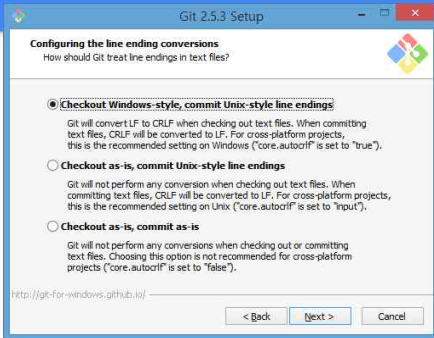 Git 2.5.3 Setup
Configuring the line ending conversions
How should Git treat line endings in text files?
Checkout Windows-style, commit Unix-style line endings
Git will convert LF to CRLF when checking out text files. When committing
text files, CRLF will be converted to LF. For cross-platform projects,
this is the recommended setting on Windows ("core.autocrlf" is set to "true").
Checkout as-is, commit Unix-style line endings
Git will not perform any conversion when checking out text files. When
committing text files, CRLF will be converted to LF. For cross-platform projects,
this is the recommended setting on Unix ("core.autocrlf" is set to "input").
Checkout as-is, commit as-is
Git will not perform any conversions when checking out or committing
text files. Choosing this option is not recommended for cross-platform
projects ("core.autocrlf" is set to "false").
http://git-for-windows.github.io/
< Back Next > Cancel